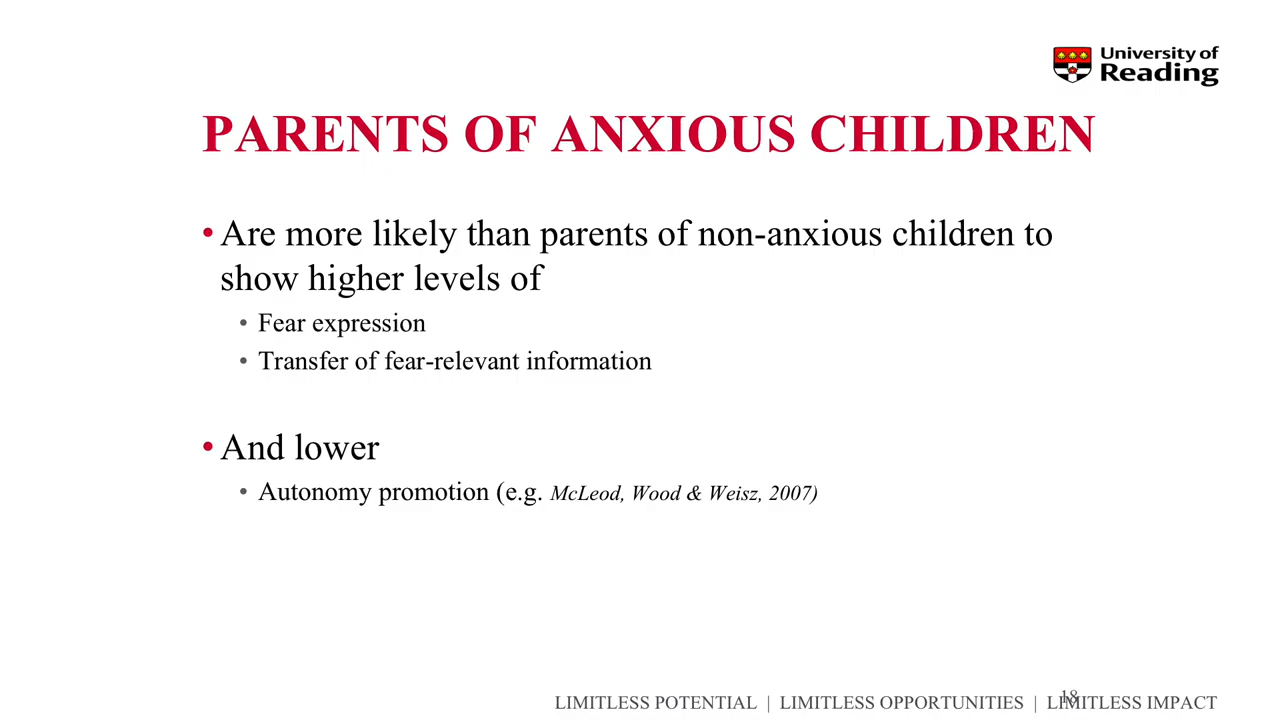 University of
Reading
PARENTS OF ANXIOUS CHILDREN
• Are more likely than parents of non-anxious children to
show higher levels of
• Fear expression
• Transfer of fear-relevant information
• And lower
• Autonomy promotion (e.g. McLeod, Wood & Weisz, 2007)
18
LIMITLESS POTENTIAL | LIMITLESS OPPORTUNITIES | LIMITLESS IMPACT